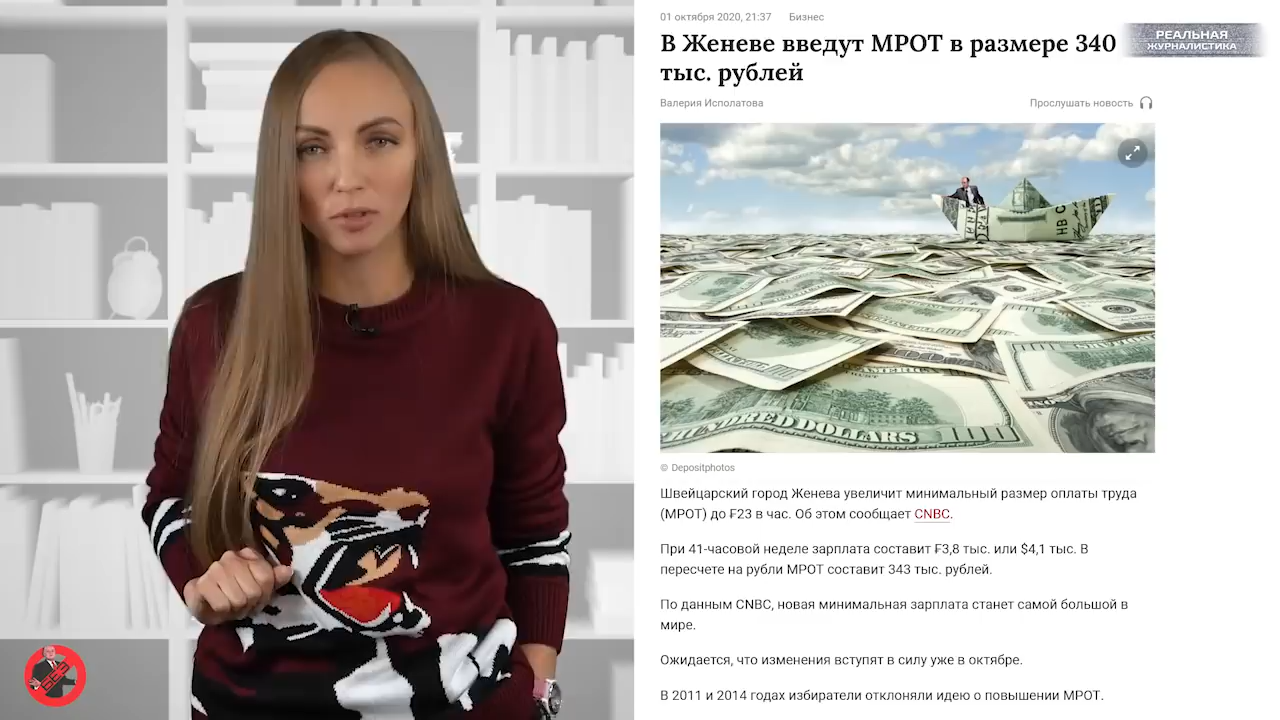 01 октября 2020, 21:37 Бизнес
В Женеве введут МРОТ в размере 340
тыс. рублей
РЕАЛЬНАЯ
ЖУРНАЛИСТИКА
Валерия Исполатова
Прослушать новость
HUNDRED DOLLARS 100
© Depositphotos
Швейцарский город Женева увеличит минимальный размер оплаты труда
(МРОТ) до ₣23 в час. Об этом сообщает CNBC.
При 41-часовой неделе зарплата составит ₣3,8 тыс. или $4,1 тыс. В
пересчете на рубли МРОТ составит 343 тыс. рублей.
По данным CNBC, новая минимальная зарплата станет самой большой в
мире.
Ожидается, что изменения вступят в силу уже в октябре.
В 2011 и 2014 годах избиратели отклоняли идею о повышении МРОТ.